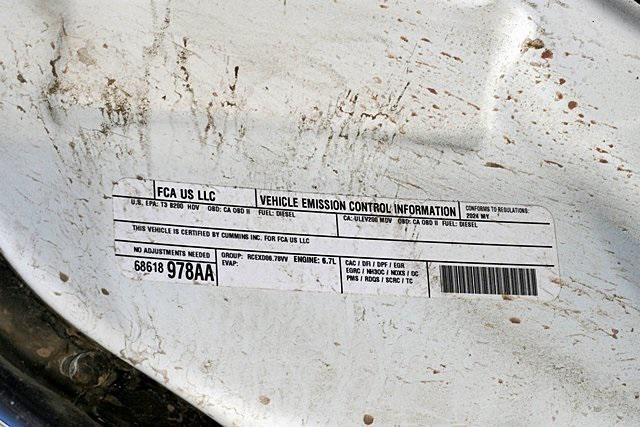 FCA US LLC
VEHICLE EMISSION CONTROL INFORMATION
CONFORMS TO REGULATIONS:
2024 MY
U.S. EPA: T3 B200 HDV OBD: CA OBD II FUEL: DIESEL
CA: ULEV200 MDV OBD: CA OBD II FUEL: DIESEL
THIS VEHICLE IS CERTIFIED BY CUMMINS INC. FOR FCA US LLC
NO ADJUSTMENTS NEEDED
68618 978AA
GROUP: RCEXD06.78VV ENGINE: 6.7L
EVAP:
CAC / DFI / DPF / EGR
EGRC / NH3OC / NOXS / OC
PMS / RDQS / SCRC / TC